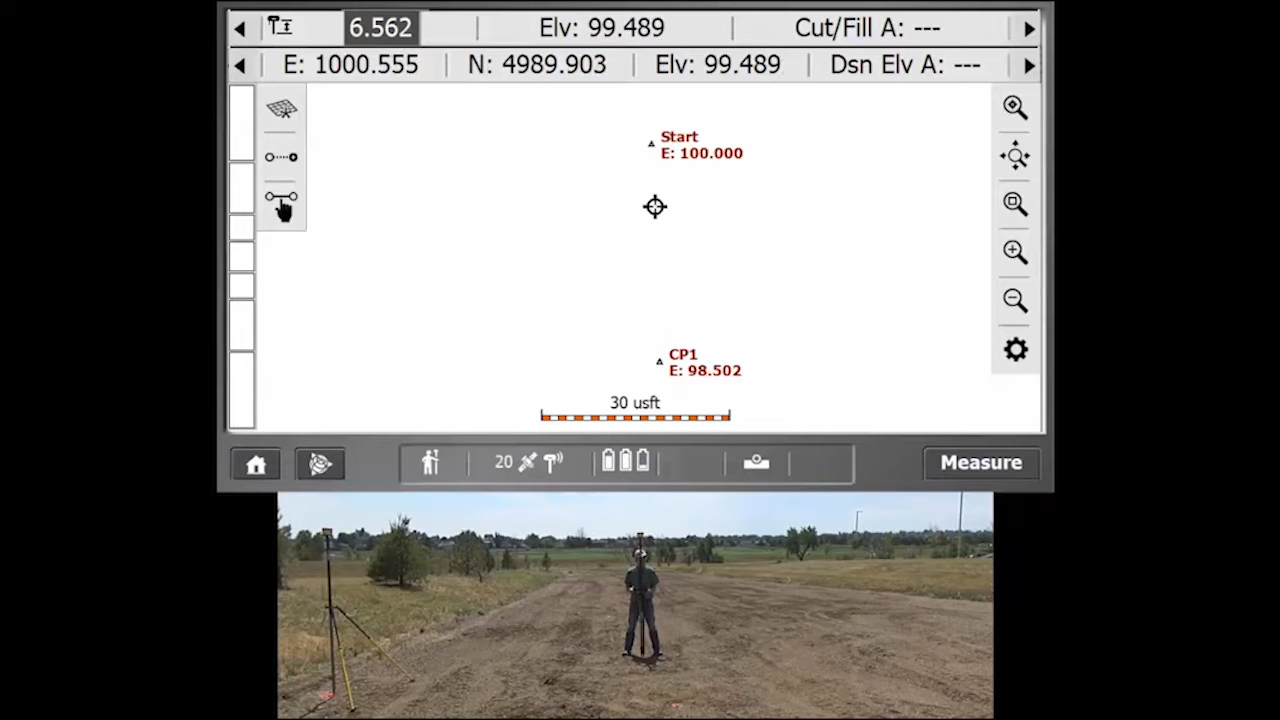 6.562 Elv: 99.489 Cut/Fill A: ---
E: 1000.555 N: 4989.903 Elv: 99.489 Dsn Elv A: ---
Start
E: 100.000
CP1
E: 98.502
30 usft
20
Measure